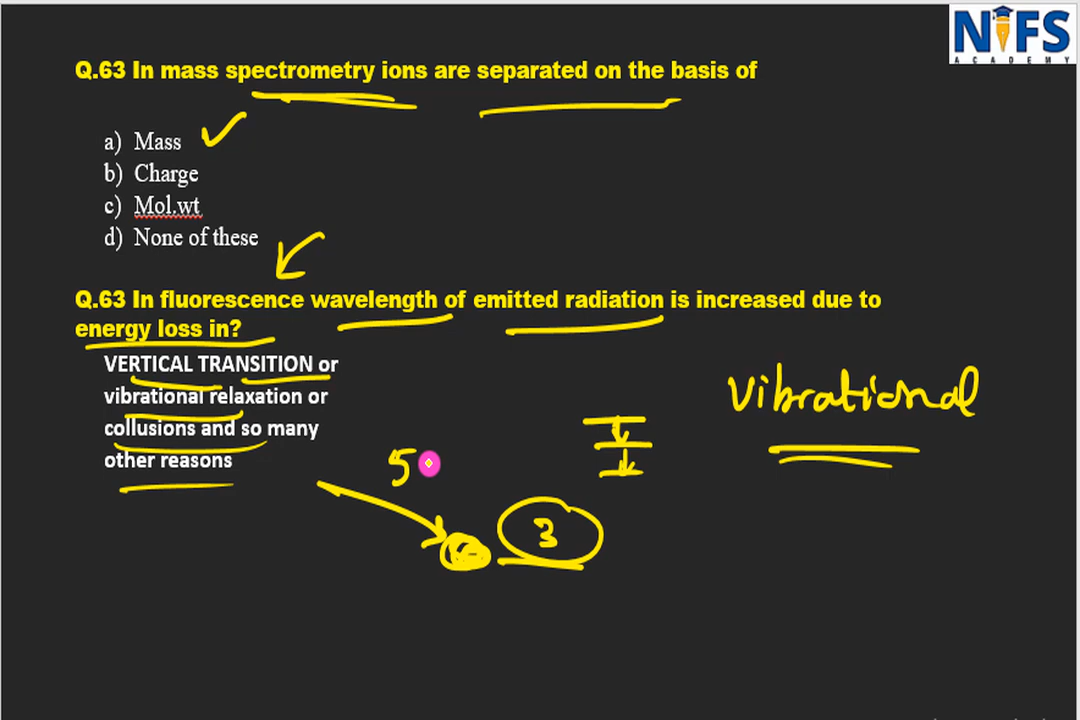 NIFS
ACADEMY
Q.63 In mass spectrometry ions are separated on the basis of
a) Mass
b) Charge
c) Mol.wt
d) None of these
Q.63 In fluorescence wavelength of emitted radiation is increased due to
energy loss in?
VERTICAL TRANSITION or
vibrational relaxation or
collusions and so many
other reasons
vibrational
5
3